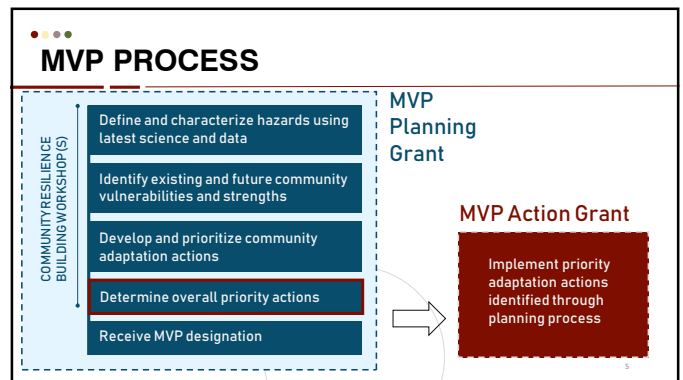 MVP PROCESS
MVP
Planning
Grant
COMMUNITY RESILIENCE
BUILDING WORKSHOP(S)
Define and characterize hazards using
latest science and data
Identify existing and future community
vulnerabilities and strengths
Develop and prioritize community
adaptation actions
Determine overall priority actions
Receive MVP designation
MVP Action Grant
Implement priority
adaptation actions
identified through
planning process
5